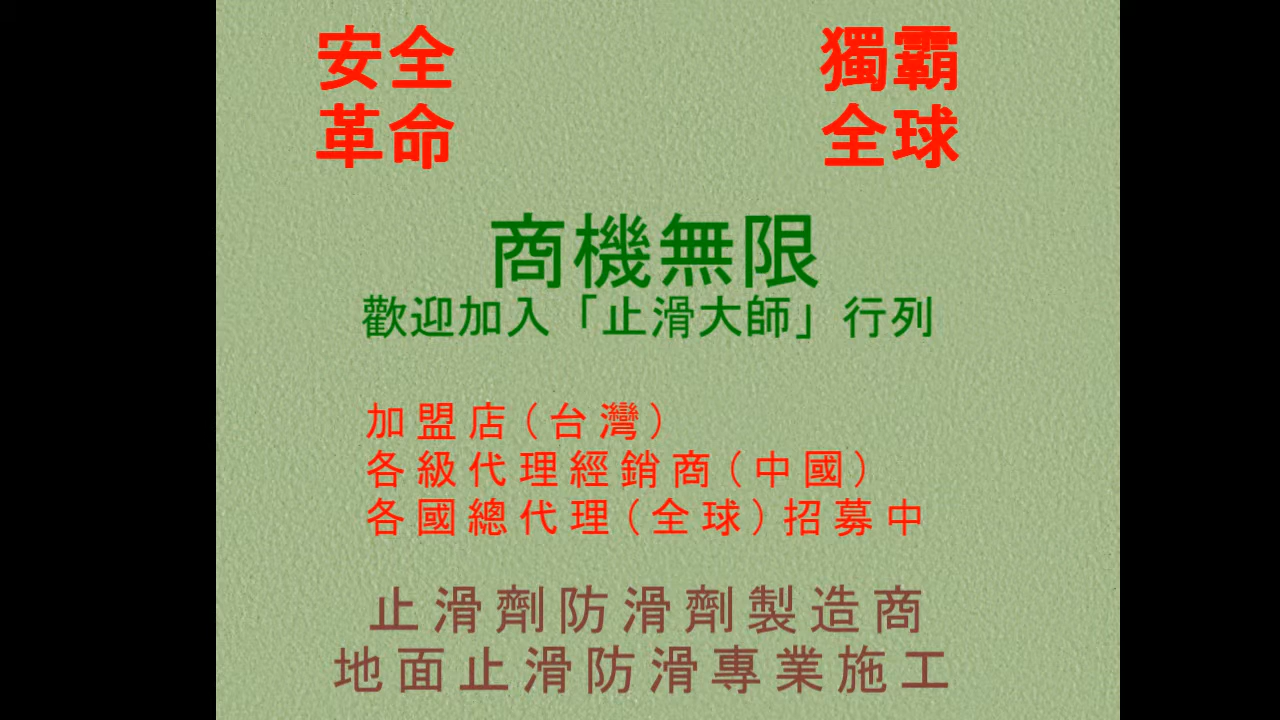 安全
革命
獨霸
全球
商機無限
歡迎加入「止滑大師」行列
加盟店(台灣)
各級代理經銷商(中國)
各國總代理(全球)招募中
止滑劑防滑劑製造商
地面止滑防滑專業施工